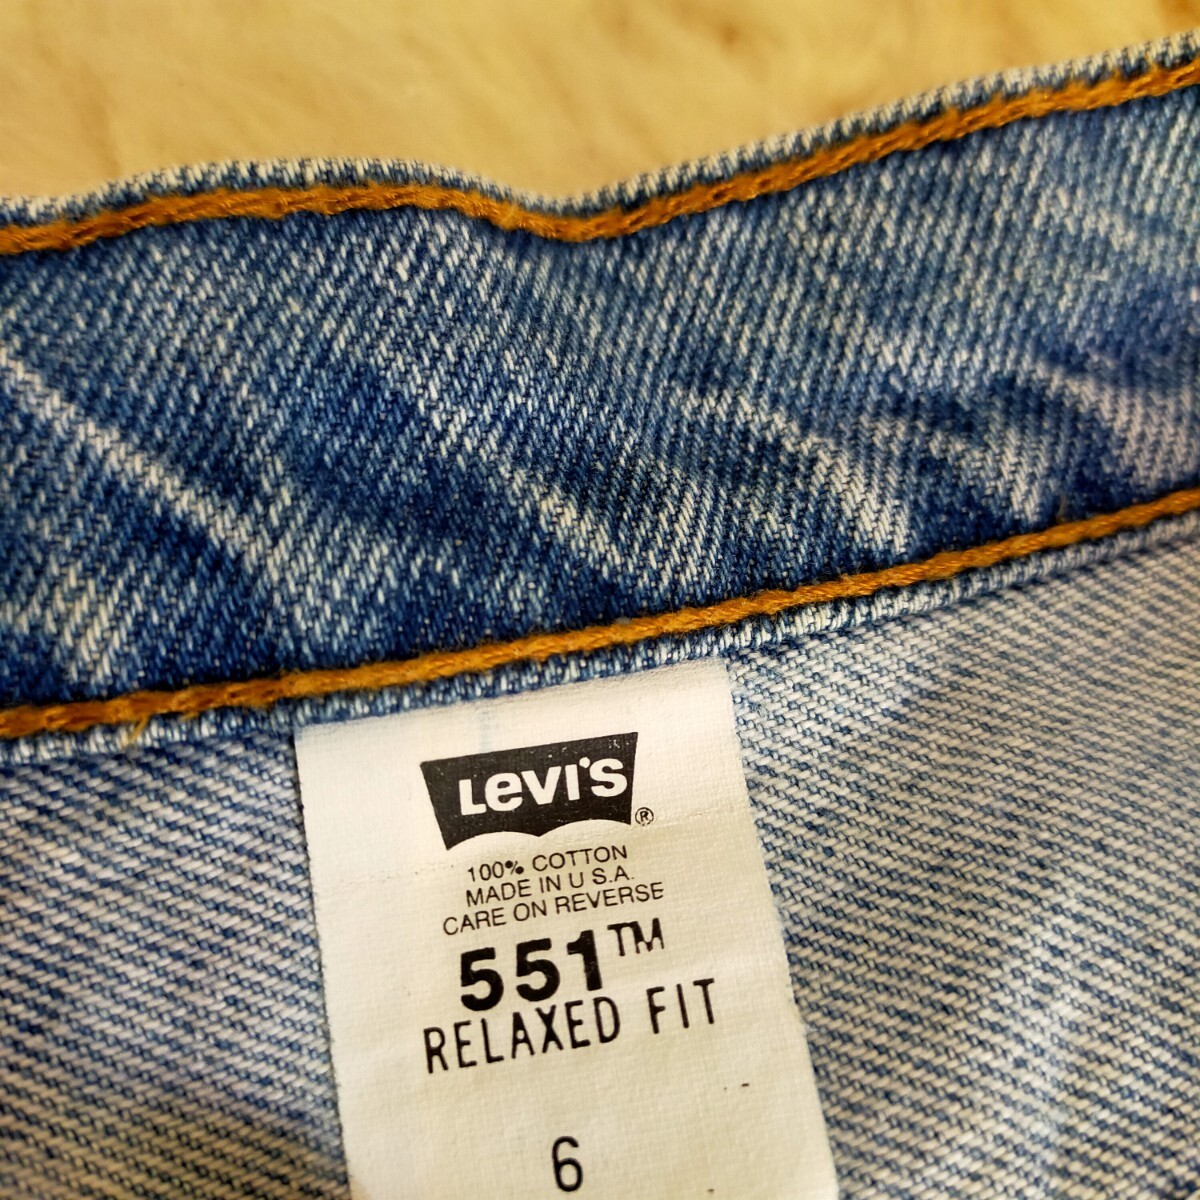 LEVI'S ®
100% COTTON
MADE IN U S.A.
CARE ON REVERSE
551™
RELAXED FIT
6